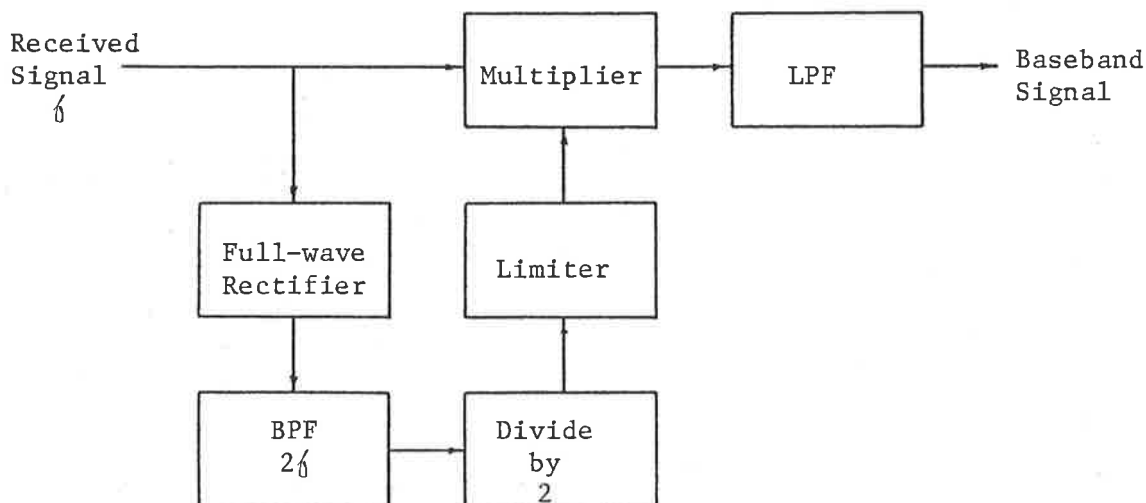 Received
Signal
f
Multiplier
LPF
Baseband
Signal
Full-wave
Rectifier
Limiter
BPF
2f
Divide
by
2